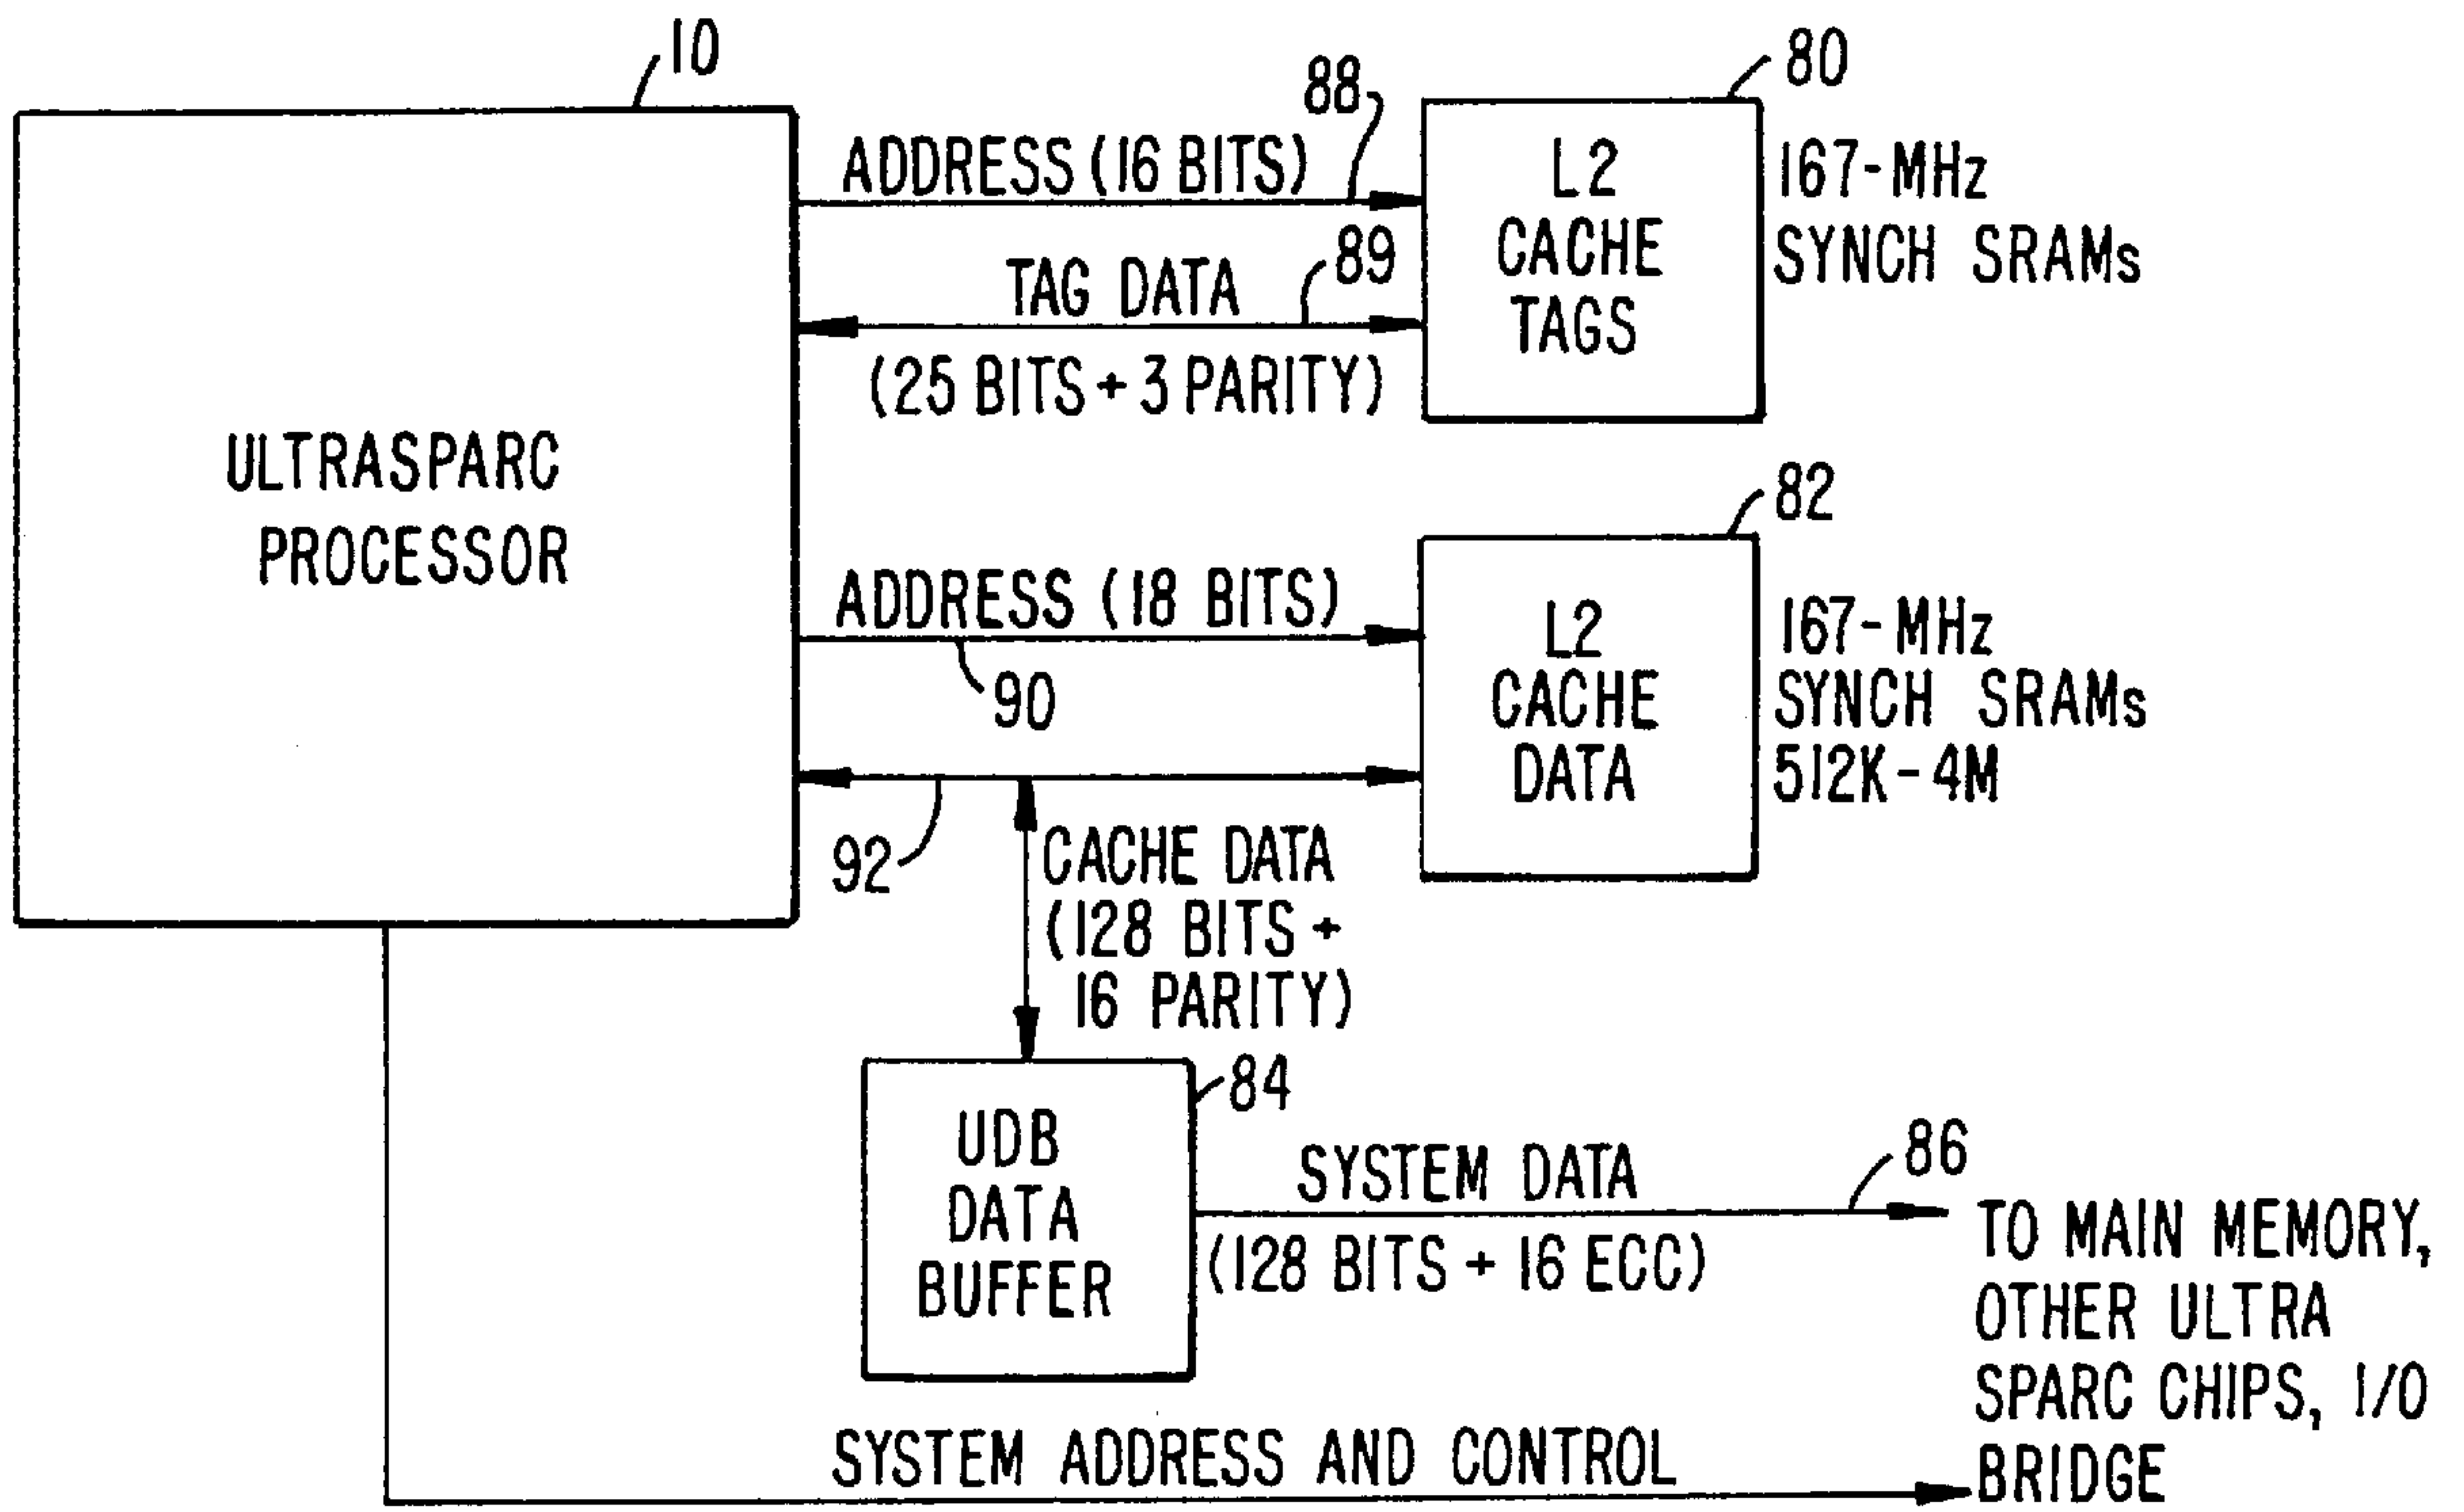 10
ULTRASPARC
PROCESSOR
ADDRESS (16 BITS)
88
TAG DATA
89
(25 BITS + 3 PARITY)
80
L2
CACHE
TAGS
167-MHz
SYNCH SRAMs
ADDRESS (18 BITS)
90
82
L2
CACHE
DATA
167-MHz
SYNCH SRAMs
512K-4M
92
CACHE DATA
(128 BITS +
16 PARITY)
84
UDB
DATA
BUFFER
SYSTEM DATA
86
(128 BITS + 16 ECC)
TO MAIN MEMORY,
OTHER ULTRA
SPARC CHIPS, I/O
BRIDGE
SYSTEM ADDRESS AND CONTROL